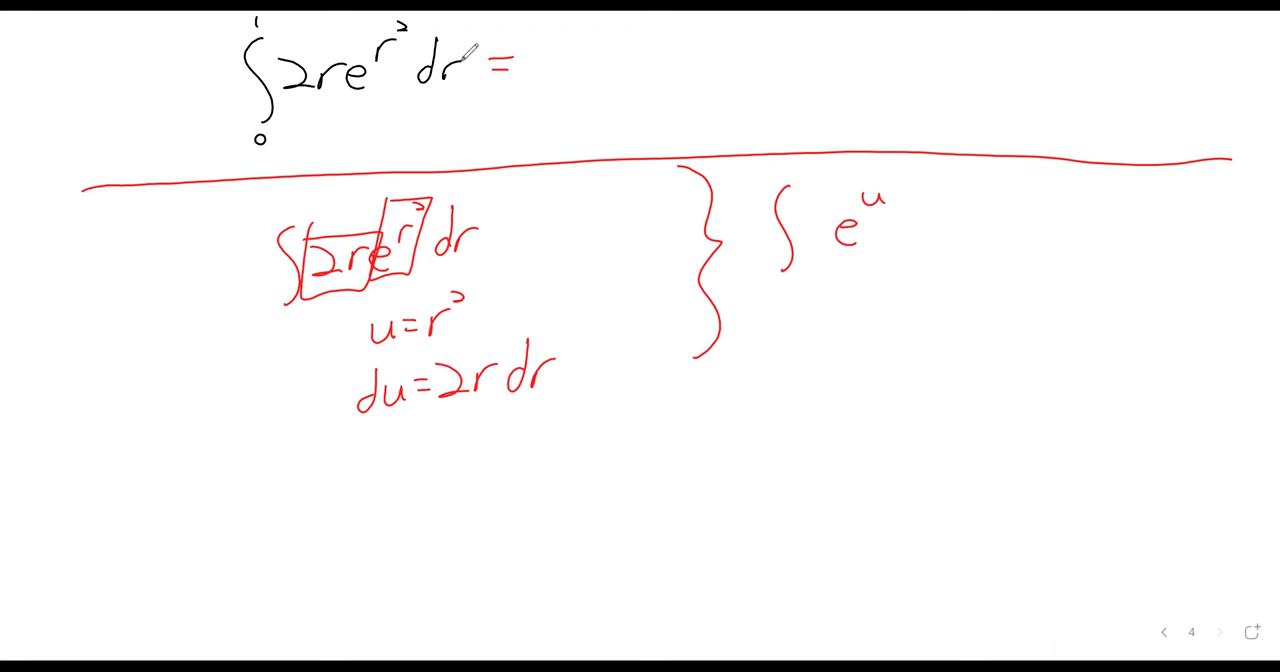 ∫₀¹ 2re^{r²} dr =
∫ 2re^{r²} dr } ∫ e^u
u = r²
du = 2r dr
4